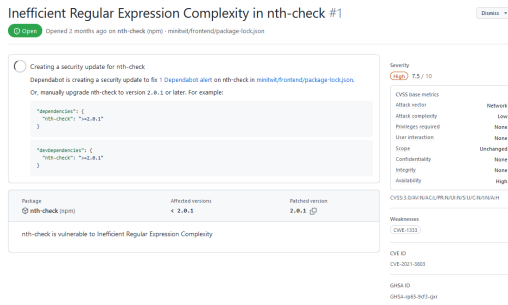 Inefficient Regular Expression Complexity in nth-check #1
Dismiss
Open
Opened 2 months ago on nth-check (npm) · minitwit/frontend/package-lock.json
Creating a security update for nth-check
Dependabot is creating a security update to fix 1 Dependabot alert on nth-check in minitwit/frontend/package-lock.json.
Or, manually upgrade nth-check to version 2.0.1 or later. For example:
"dependencies": {
"nth-check": ">=2.0.1"
}
"devDependencies": {
"nth-check": ">=2.0.1"
}
Package
Affected versions
Patched version
nth-check (npm)
< 2.0.1
2.0.1
nth-check is vulnerable to Inefficient Regular Expression Complexity
Severity
High 7.5 / 10
CVSS base metrics
Attack vector Network
Attack complexity Low
Privileges required None
User interaction None
Scope Unchanged
Confidentiality None
Integrity None
Availability High
CVSS:3.0/AV:N/AC:L/PR:N/UI:N/S:U/C:N/I:N/A:H
Weaknesses
CWE-1333
CVE ID
CVE-2021-3803
GHSA ID